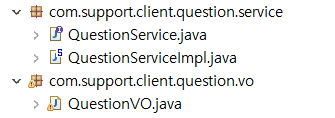 com.support.client.question.service
QuestionService.java
QuestionServiceImpl.java
com.support.client.question.vo
QuestionVO.java